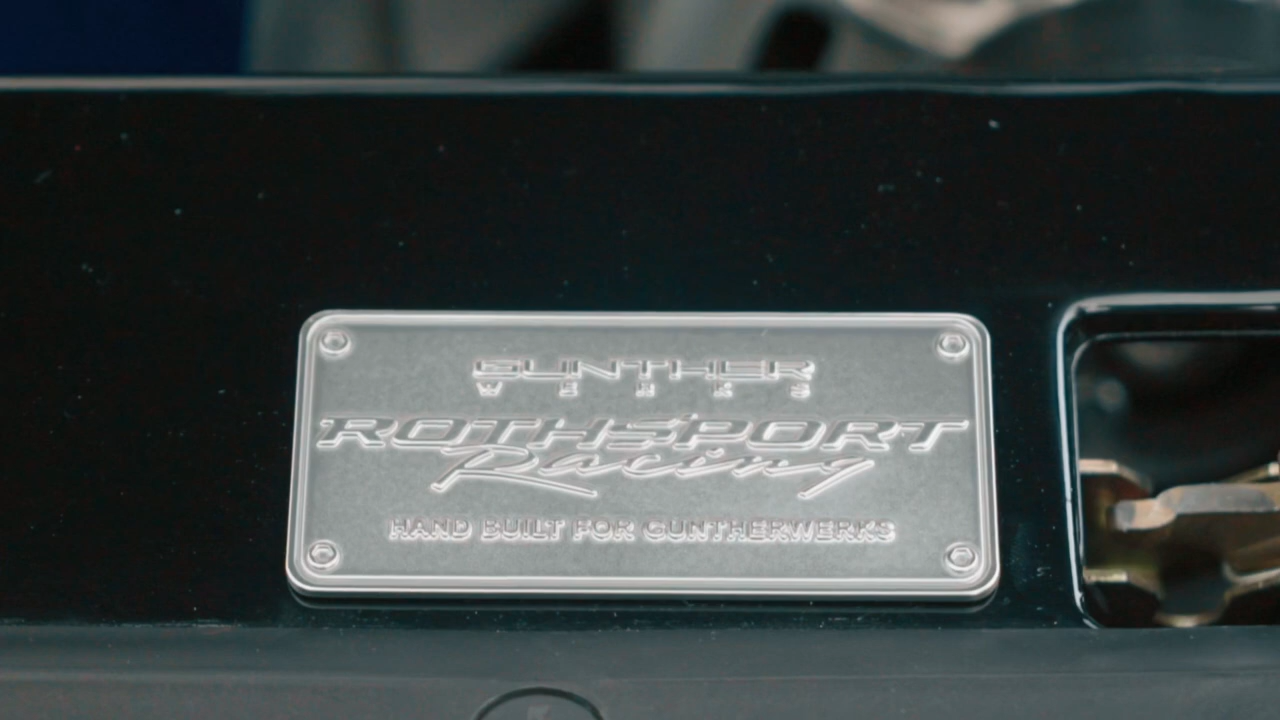 GUNTHER
WERKS
ROTHSPORT
Racing
HAND BUILT FOR GUNTHERWERKS